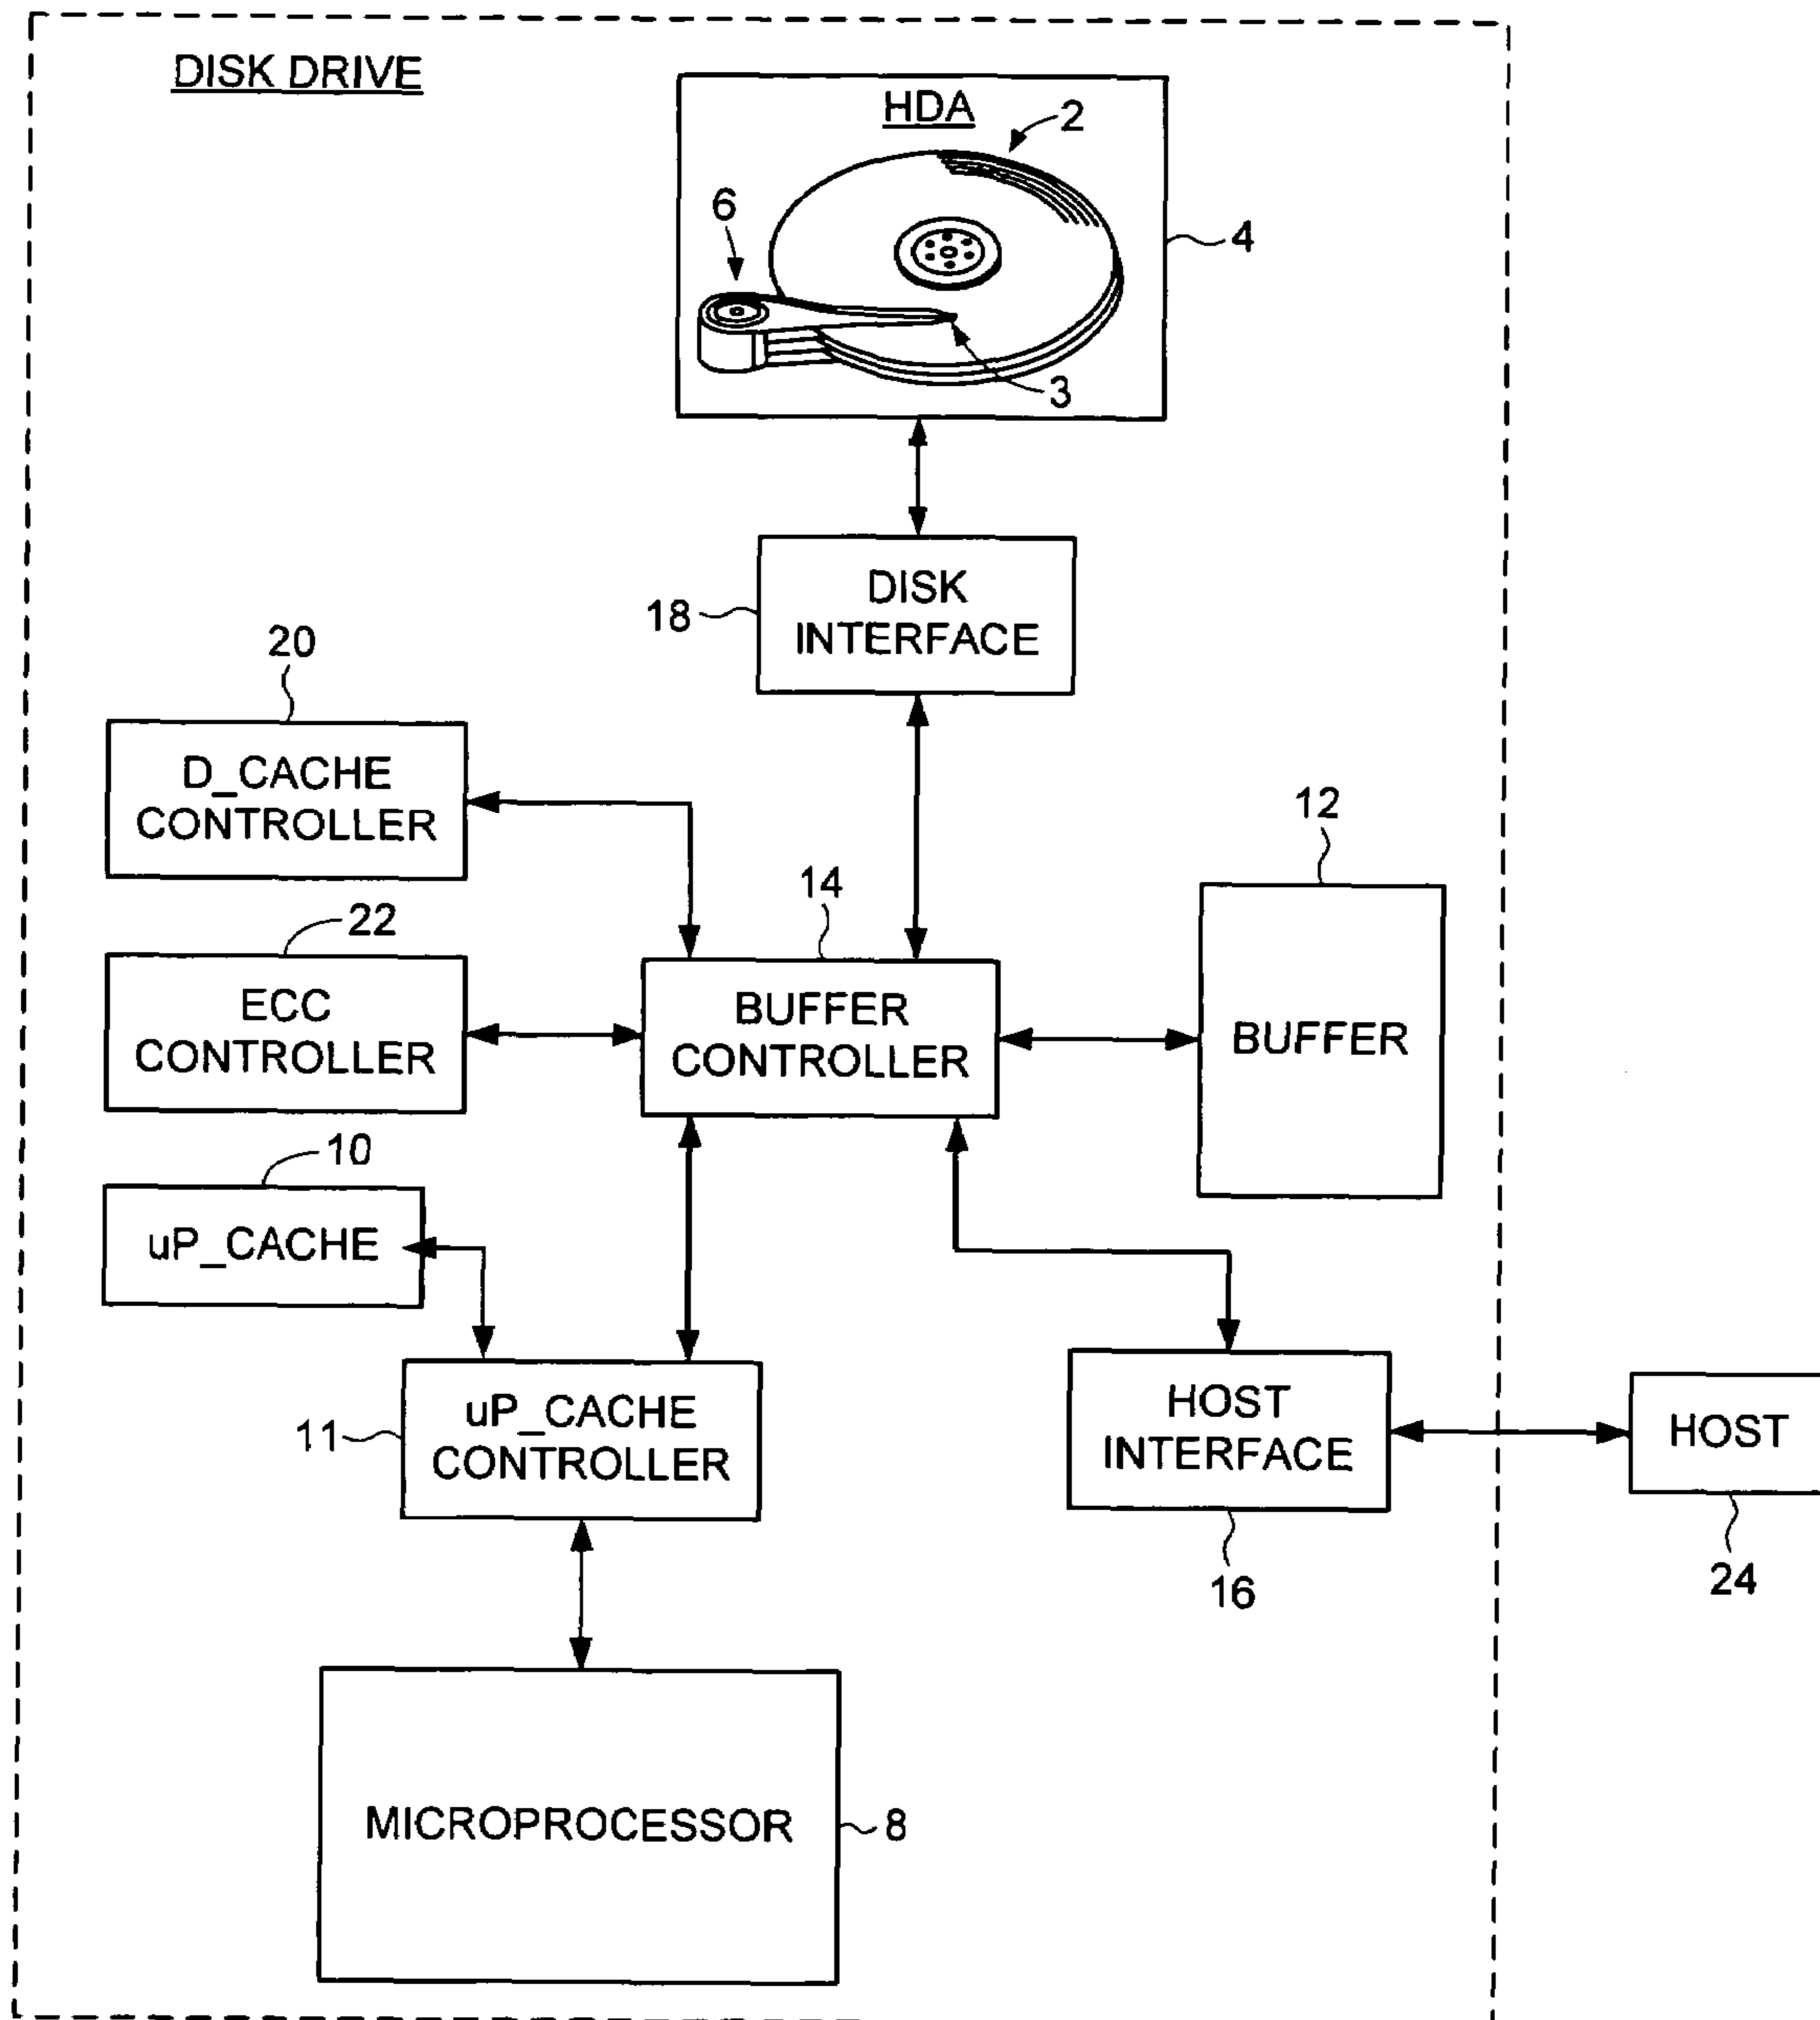 DISK DRIVE
HDA
2
6
4
3
DISK
INTERFACE
18
20
D_CACHE
CONTROLLER
12
14
22
ECC
CONTROLLER
BUFFER
CONTROLLER
BUFFER
10
uP_CACHE
11
uP_CACHE
CONTROLLER
HOST
INTERFACE
HOST
16
24
MICROPROCESSOR
8